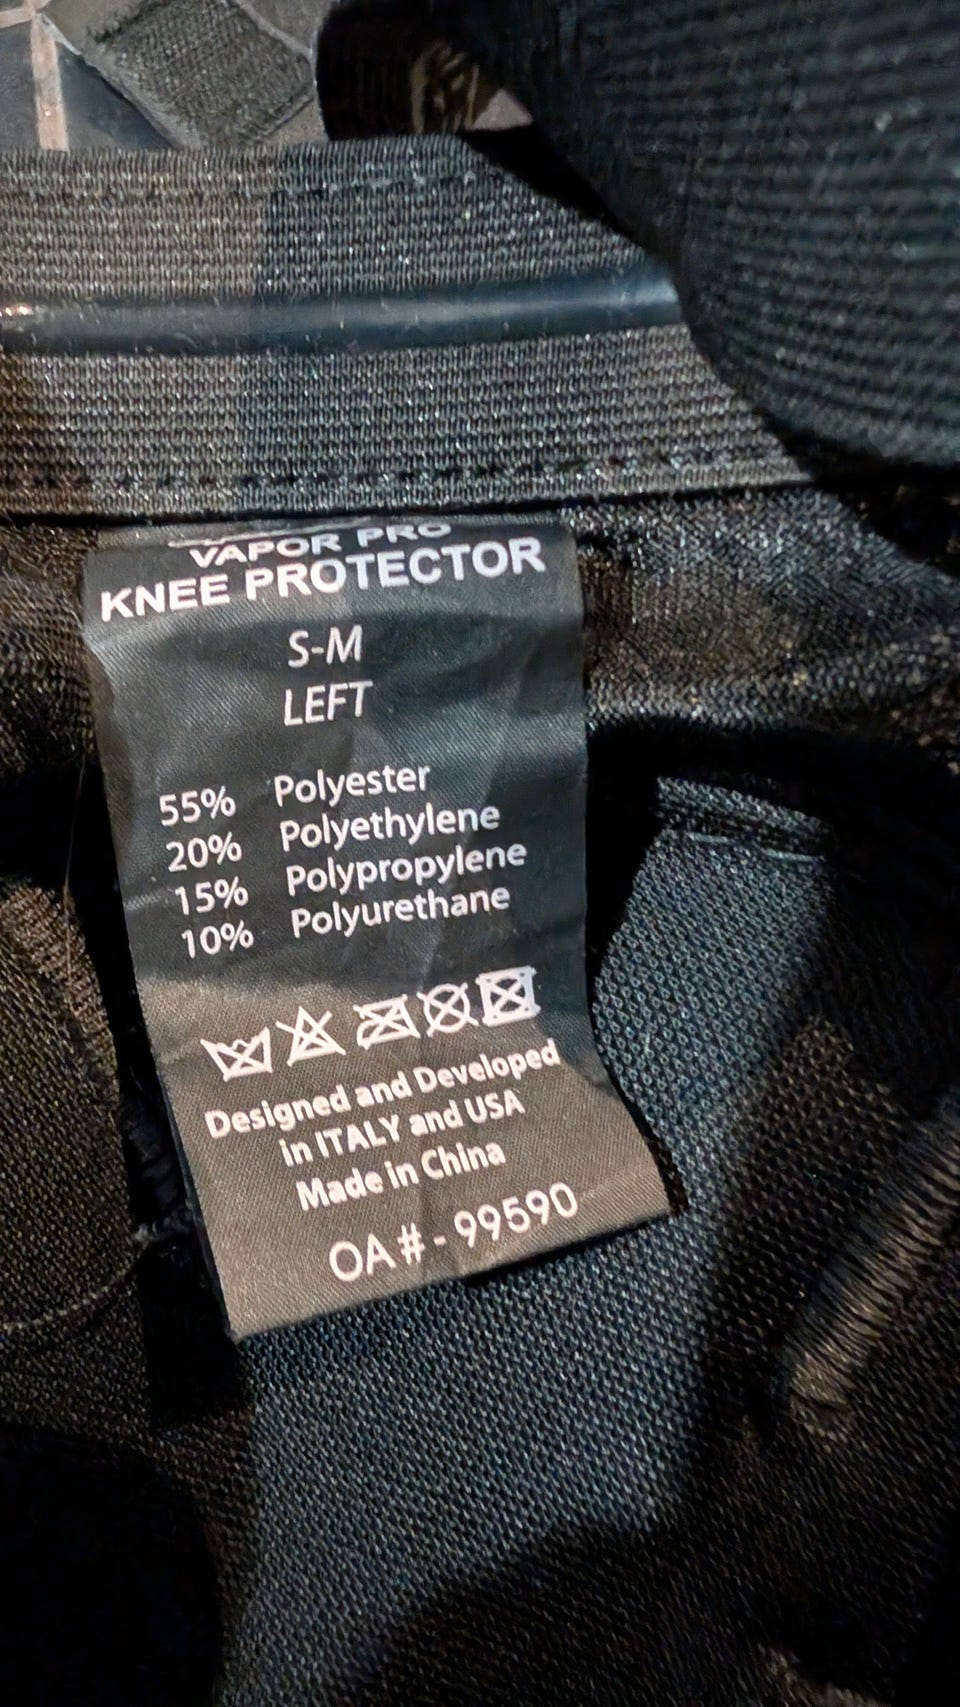 VAPOR PRO
KNEE PROTECTOR
S-M
LEFT
55% Polyester
20% Polyethylene
15% Polypropylene
10% Polyurethane
Designed and Developed
in ITALY and USA
Made in China
OA # - 99590